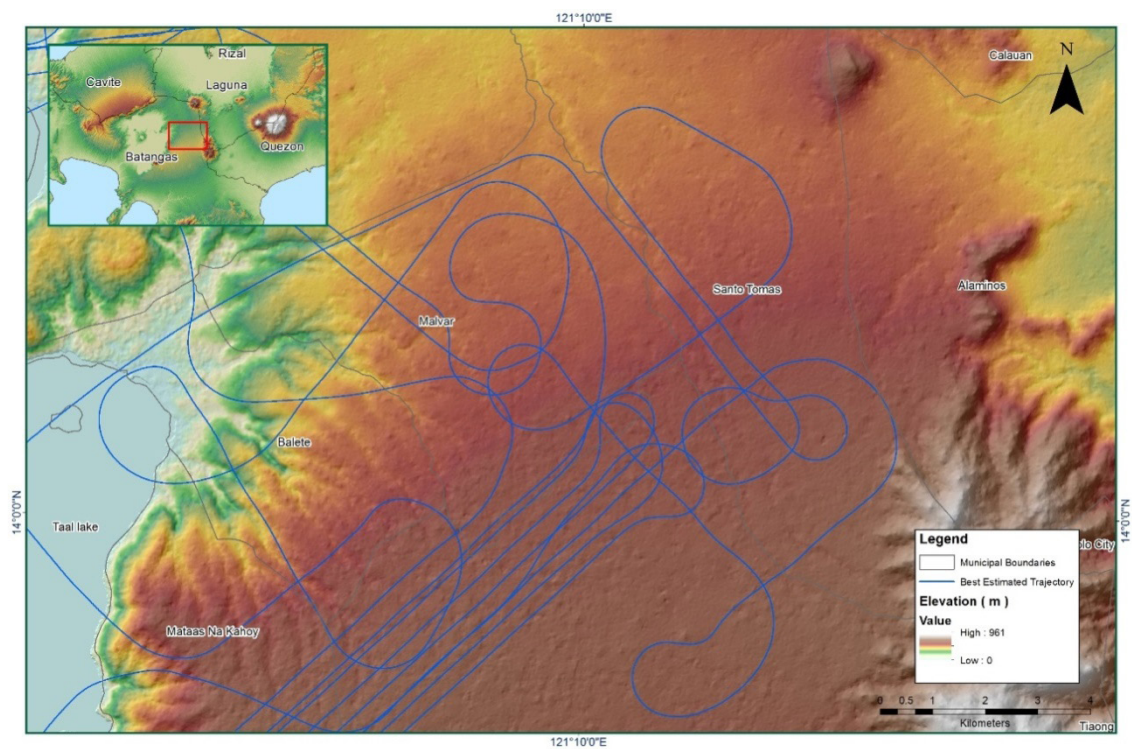 121°10'0"E
Rizal
Cavite
Laguna
Quezon
Batangas
Calauan
N
Santo Tomas
Alaminos
Malvar
Balete
14°0'0"N
14°0'0"N
Taal lake
Mataas Na Kahoy
lo City
Legend
Municipal Boundaries
Best Estimated Trajectory
Elevation ( m )
Value
High : 961
Low : 0
0 0.5 1 2 3 4
Kilometers
Tiaong
121°10'0"E